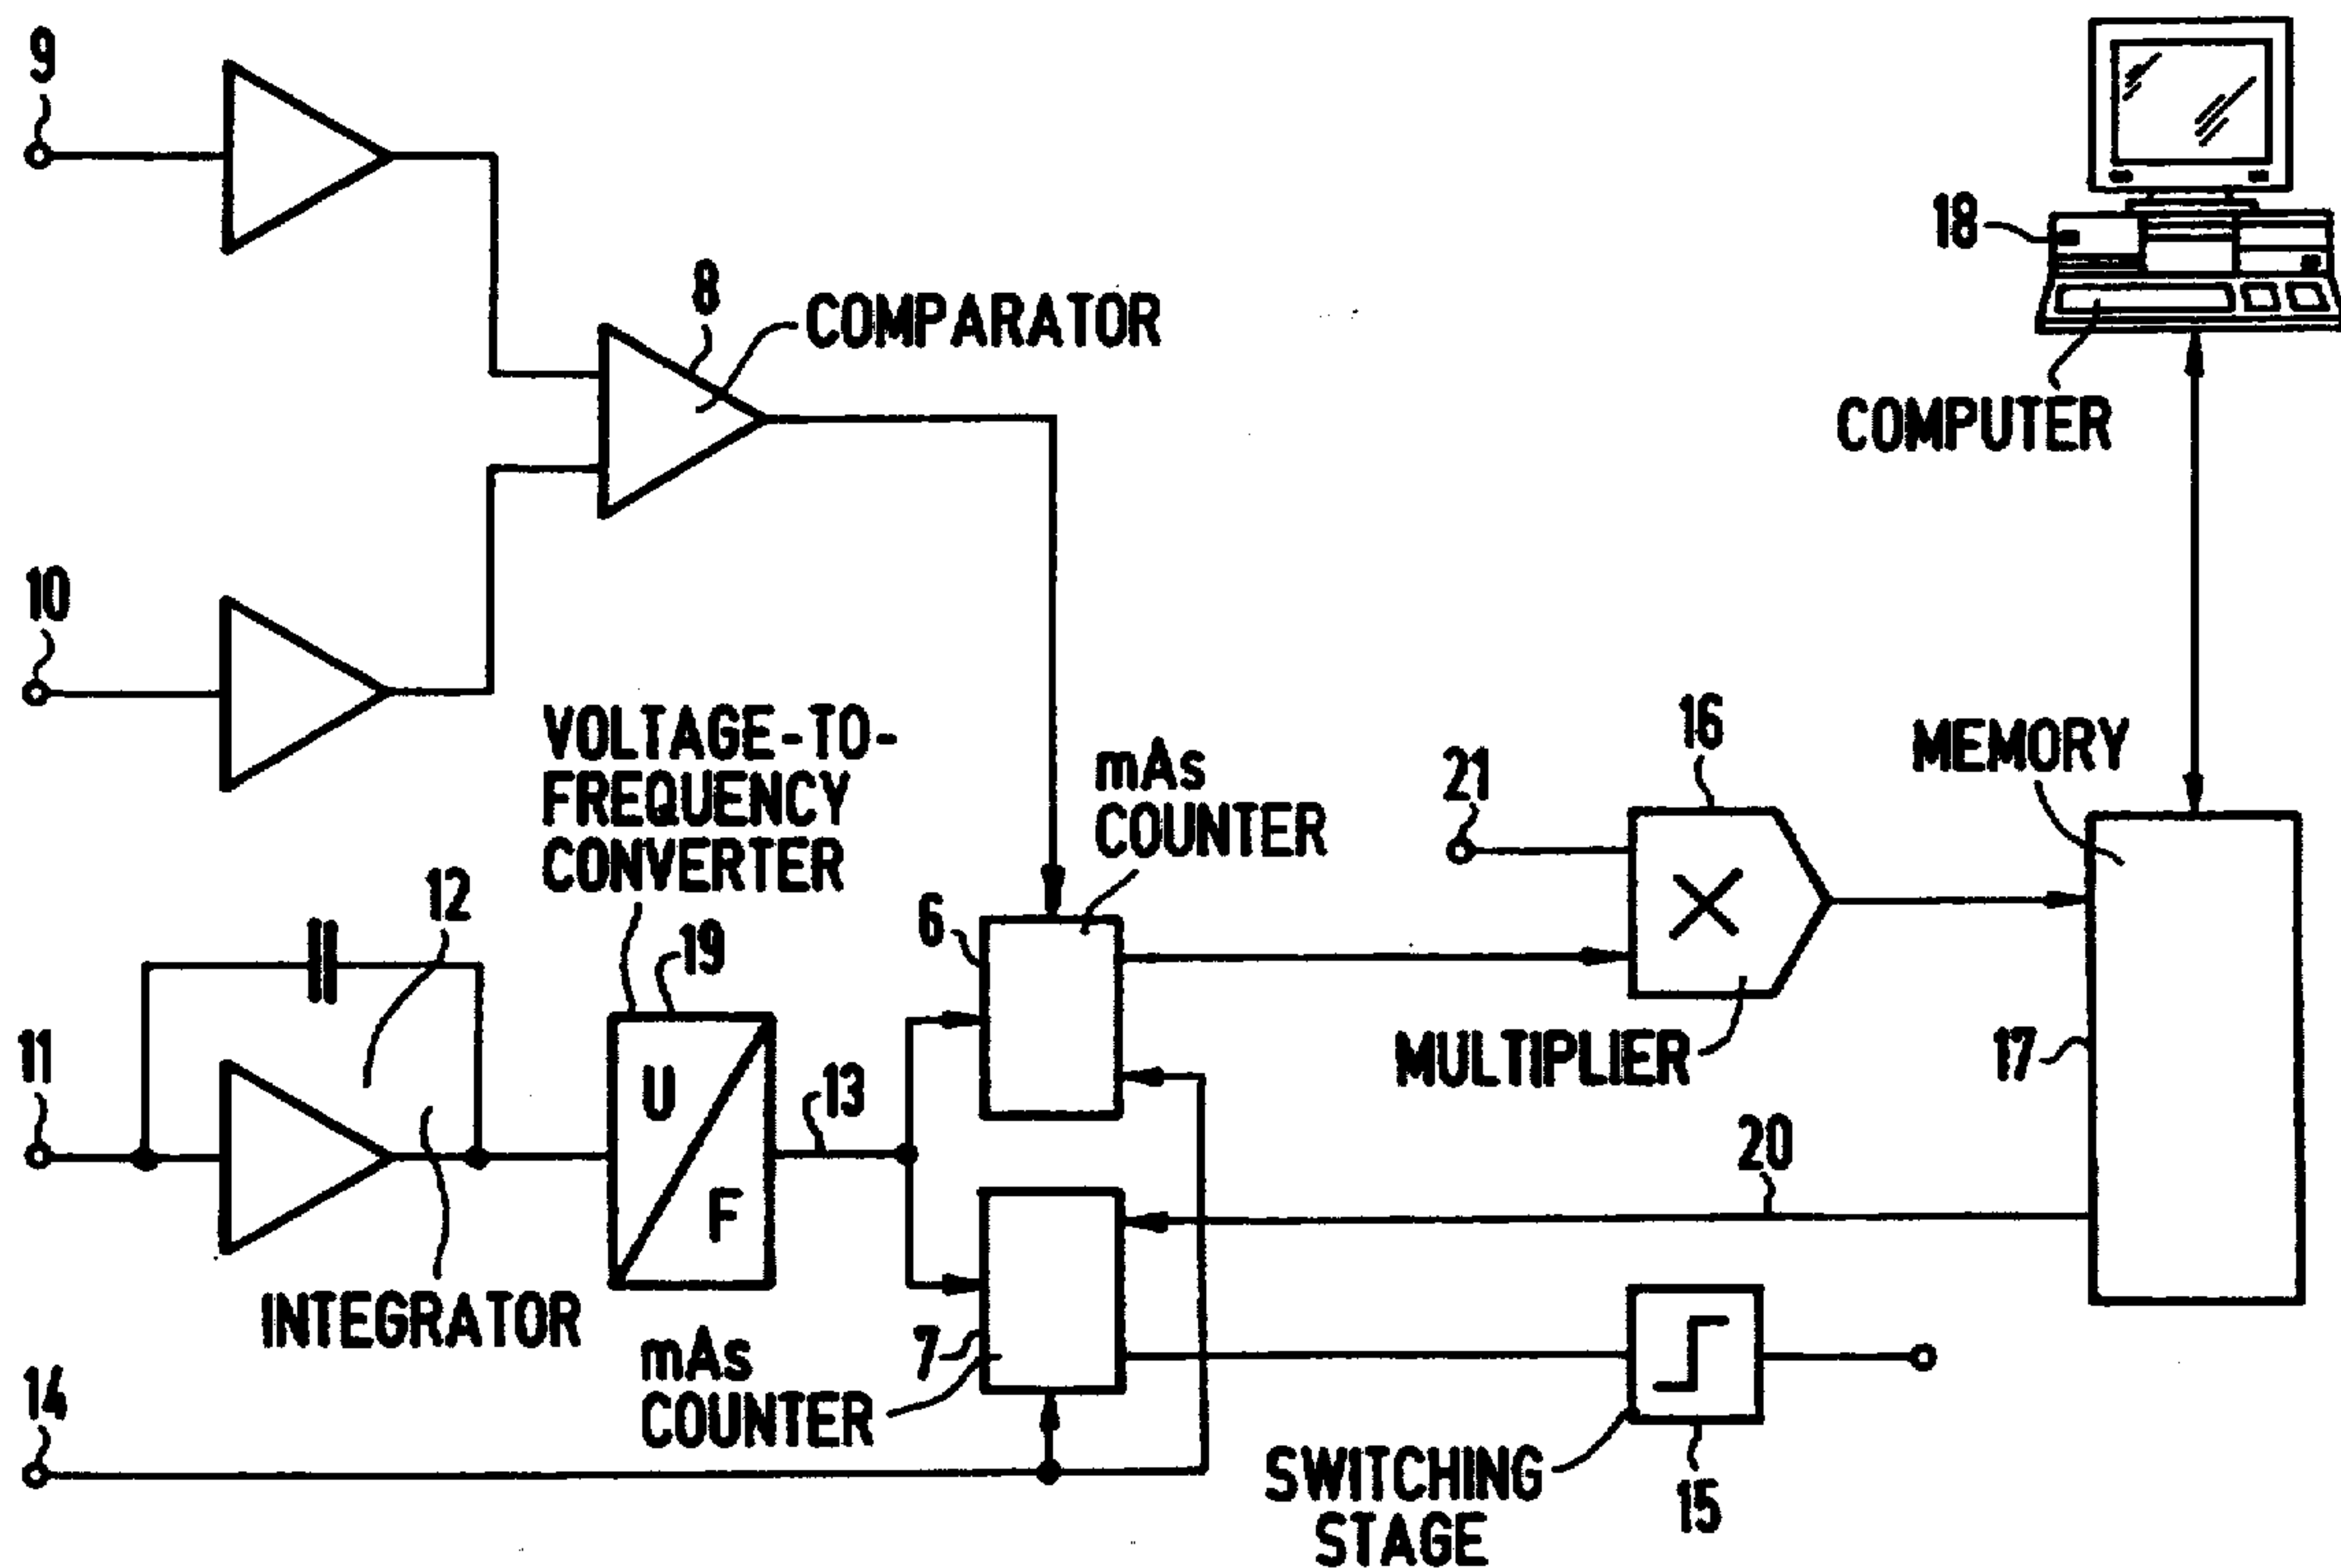 9
8
COMPARATOR
18
COMPUTER
10
VOLTAGE-TO-
FREQUENCY
CONVERTER
12
19
mAs
COUNTER
6
21
16
MEMORY
11
U
F
13
MULTIPLIER
17
20
INTEGRATOR
7
mAs
COUNTER
14
SWITCHING
STAGE
15